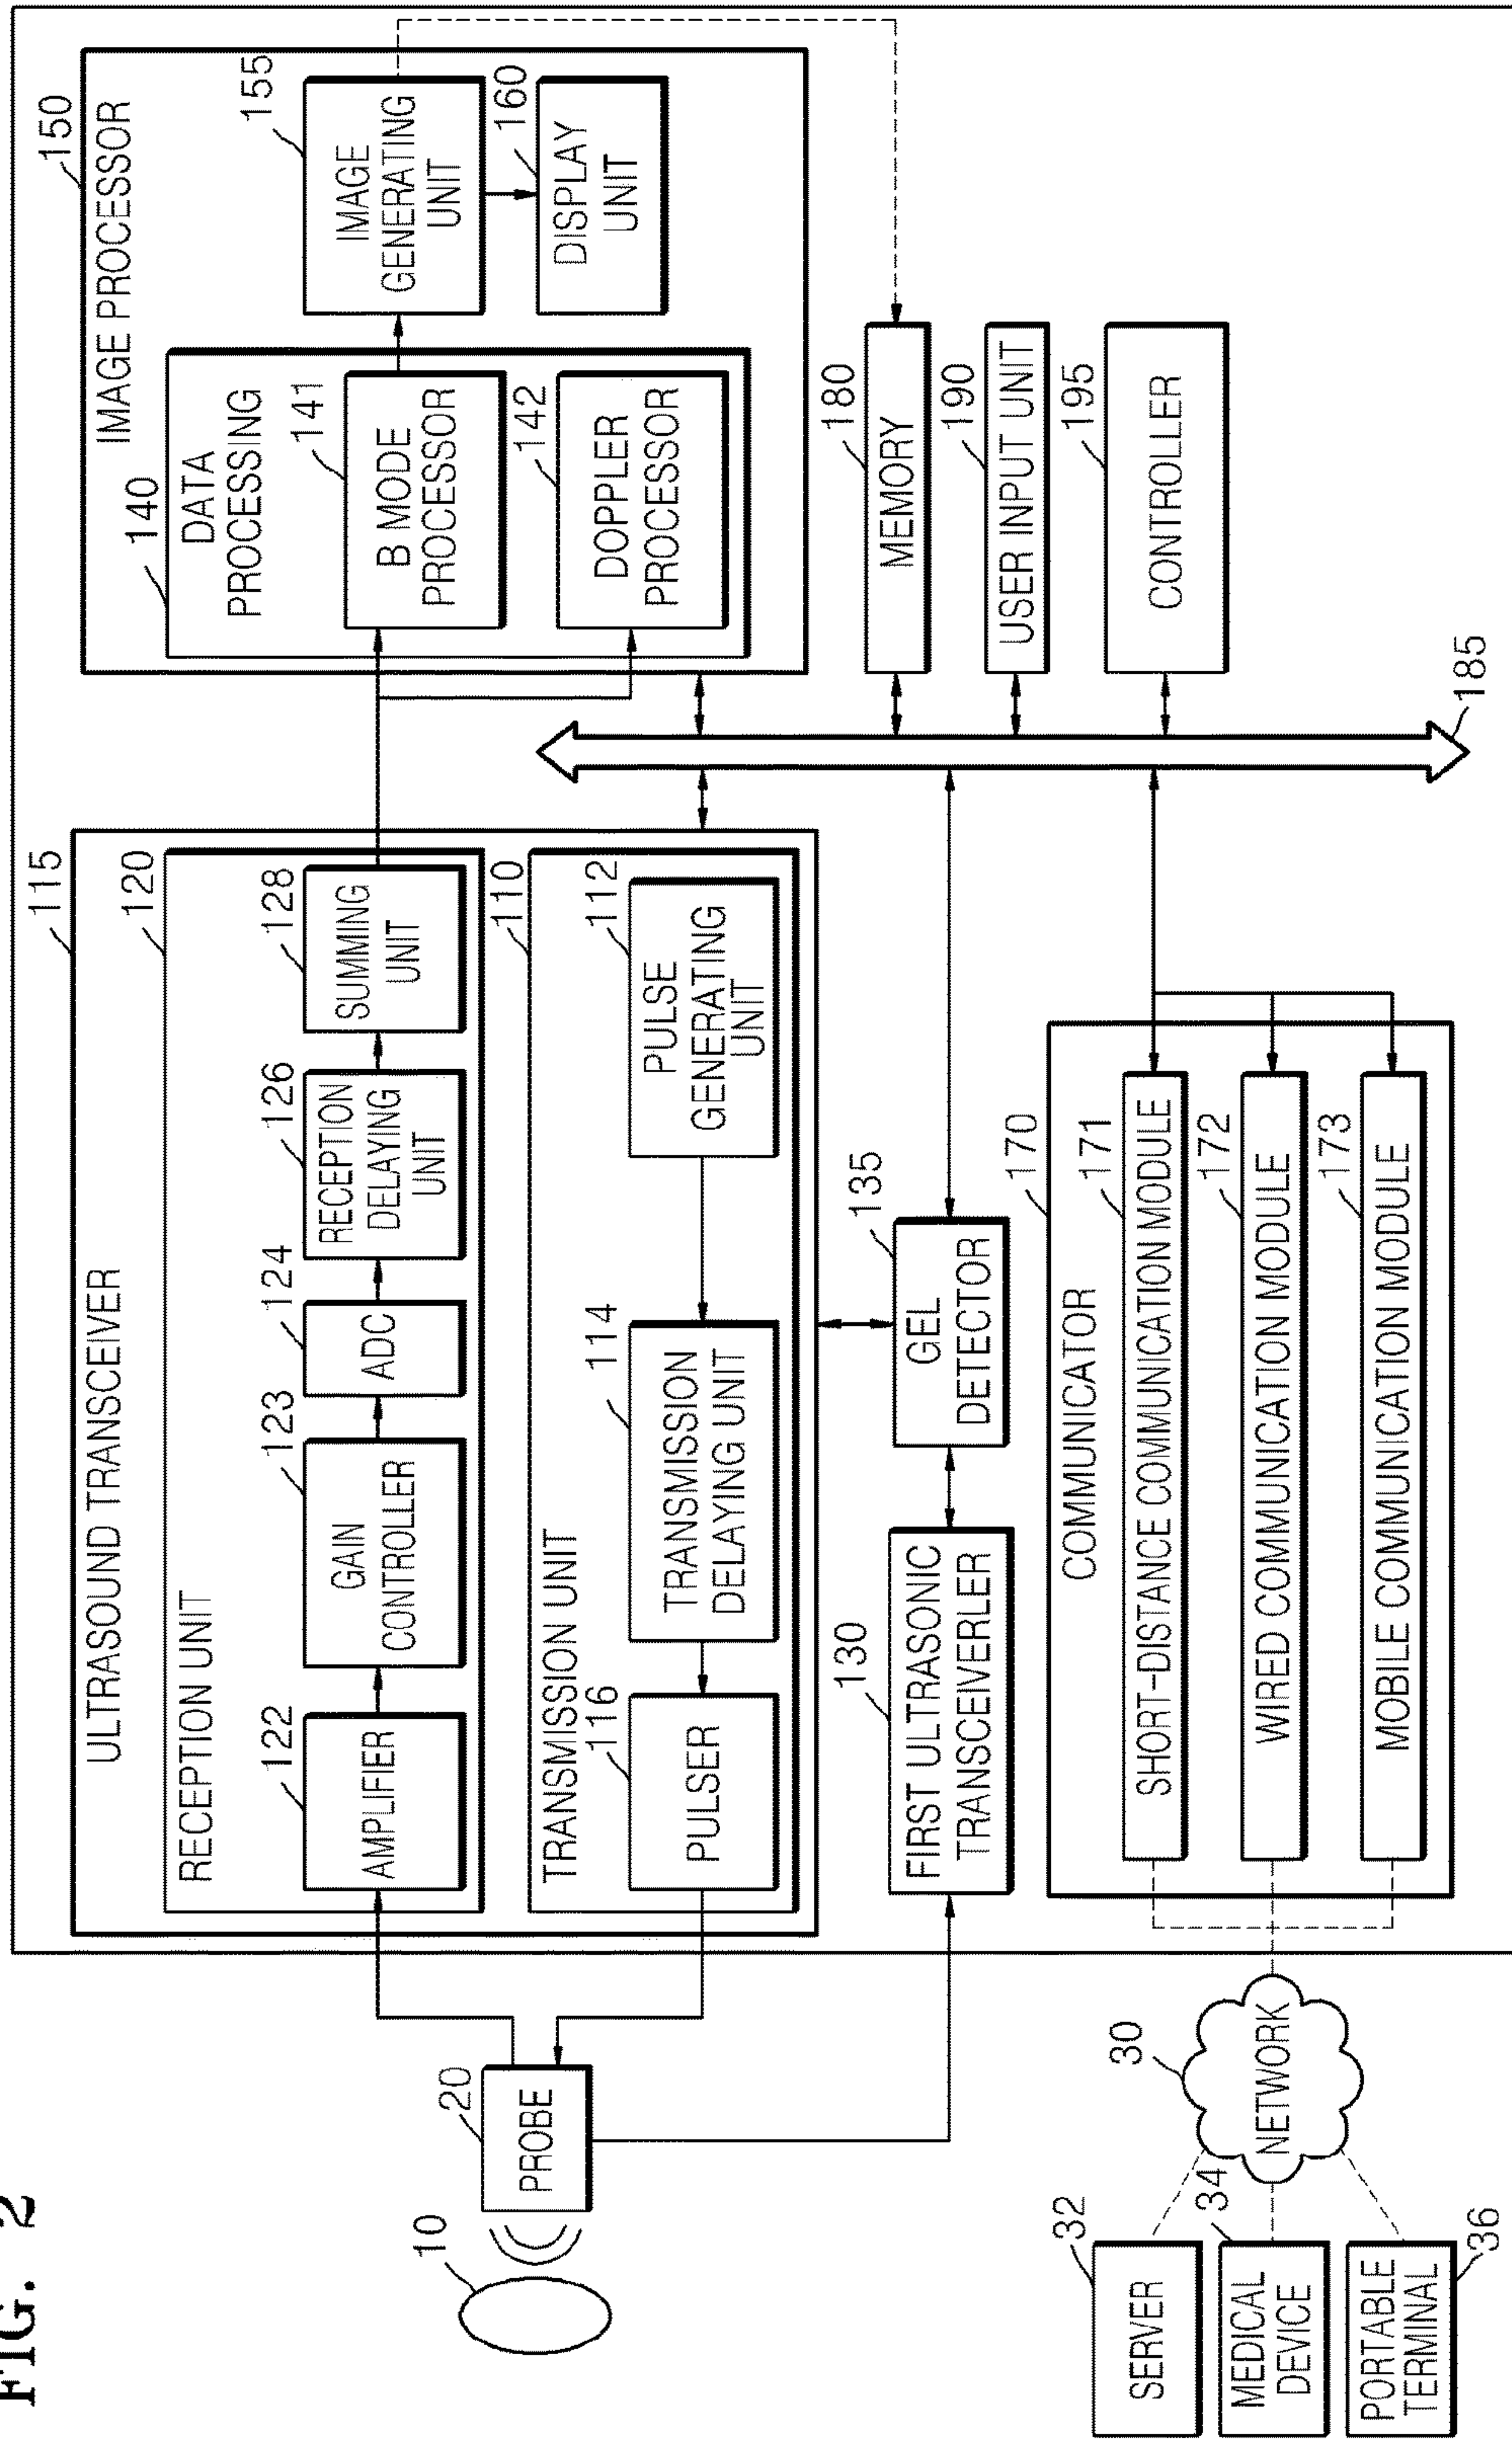 FIG. 2
10
20
PROBE
115
ULTRASOUND TRANSCEIVER
120
RECEPTION UNIT
122
AMPLIFIER
123
GAIN
CONTROLLER
124
ADC
126
RECEPTION
DELAYING
UNIT
128
SUMMING
UNIT
110
TRANSMISSION UNIT
116
PULSER
114
TRANSMISSION
DELAYING UNIT
112
PULSE
GENERATING
UNIT
150
IMAGE PROCESSOR
140
DATA
PROCESSING
141
B MODE
PROCESSOR
142
DOPPLER
PROCESSOR
155
IMAGE
GENERATING
UNIT
160
DISPLAY
UNIT
130
FIRST ULTRASONIC
TRANSCEIVERLER
135
GEL
DETECTOR
180
MEMORY
190
USER INPUT UNIT
195
CONTROLLER
185
170
COMMUNICATOR
171
SHORT-DISTANCE COMMUNICATION MODULE
172
WIRED COMMUNICATION MODULE
173
MOBILE COMMUNICATION MODULE
30
NETWORK
32
SERVER
34
MEDICAL
DEVICE
36
PORTABLE
TERMINAL